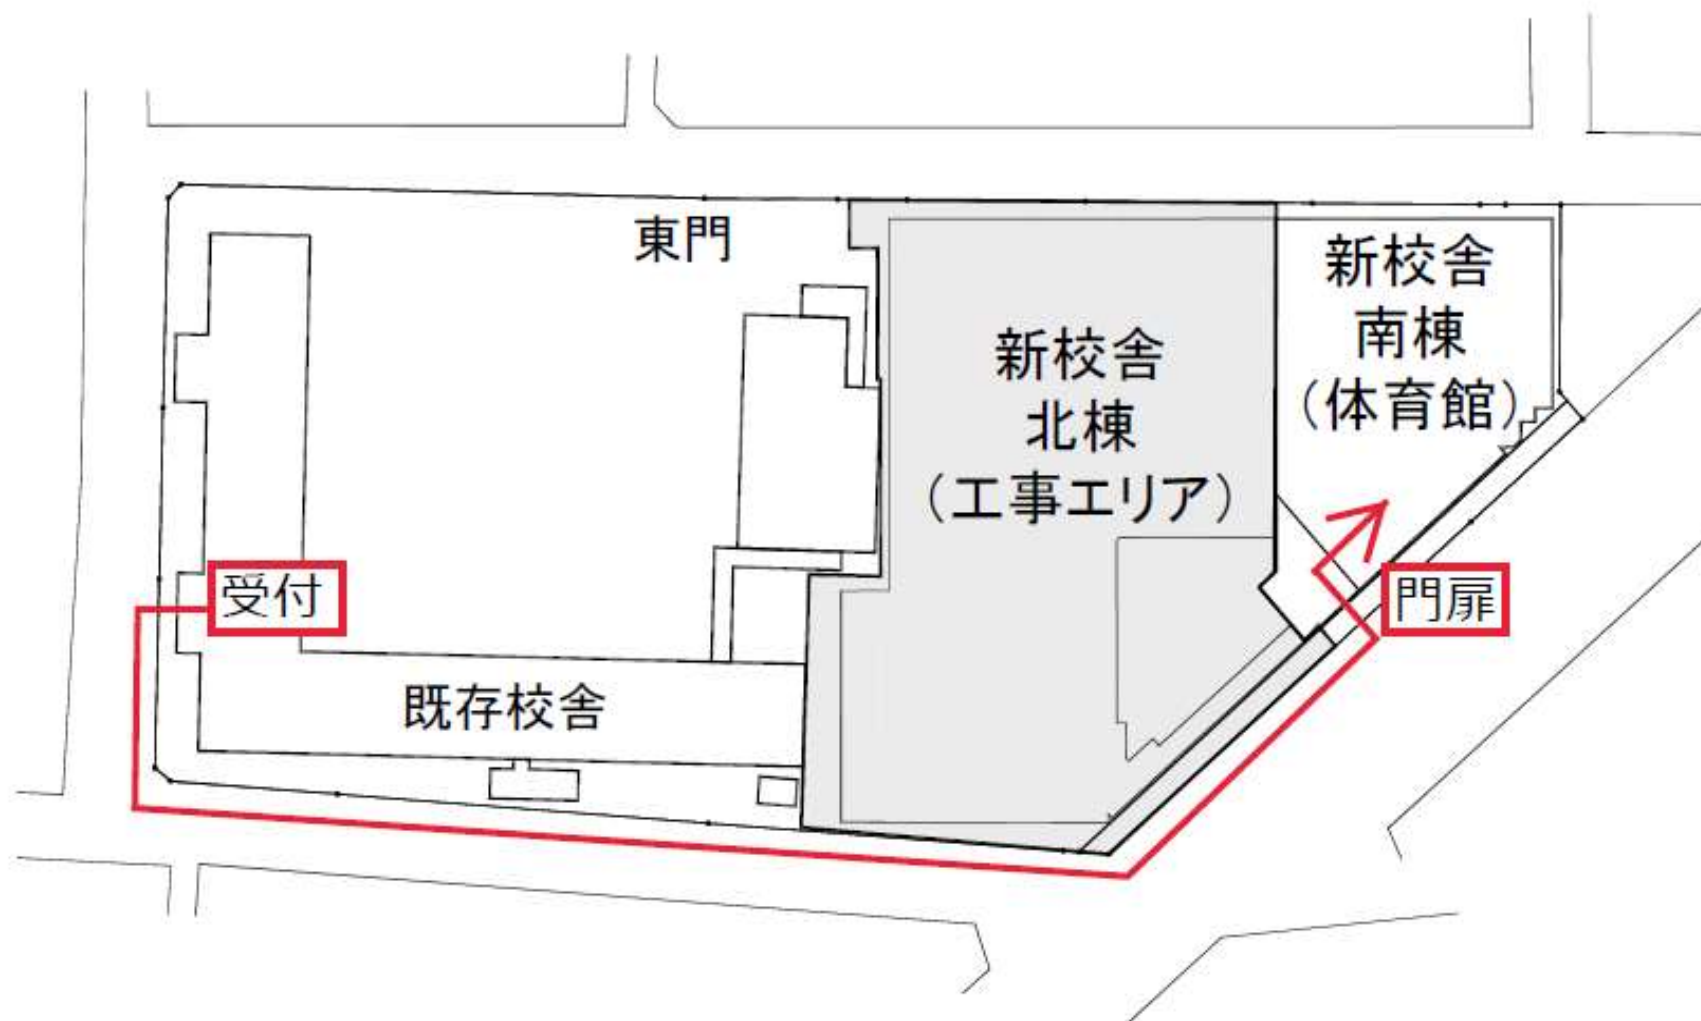 東門
新校舎
南棟
（体育館）
新校舎
北棟
（工事エリア）
受付
門扉
既存校舎